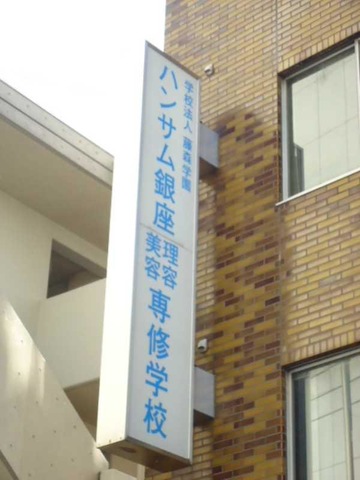 学校法人 藤森学園
ハンサム銀座理容美容専修学校